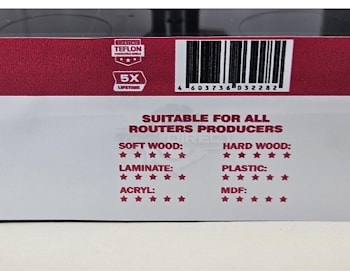 TEFLON
5X
LIFETIME
4 603736 032282
SUITABLE FOR ALL
ROUTERS PRODUCERS
SOFT WOOD: HARD WOOD:
★ ★ ★ ★ ★ ★ ★ ★ ★ ★
LAMINATE: PLASTIC:
★ ★ ★ ★ ★ ★ ★ ★ ★ ★
ACRYL: MDF:
★ ★ ★ ★ ★ ★ ★ ★ ★ ★